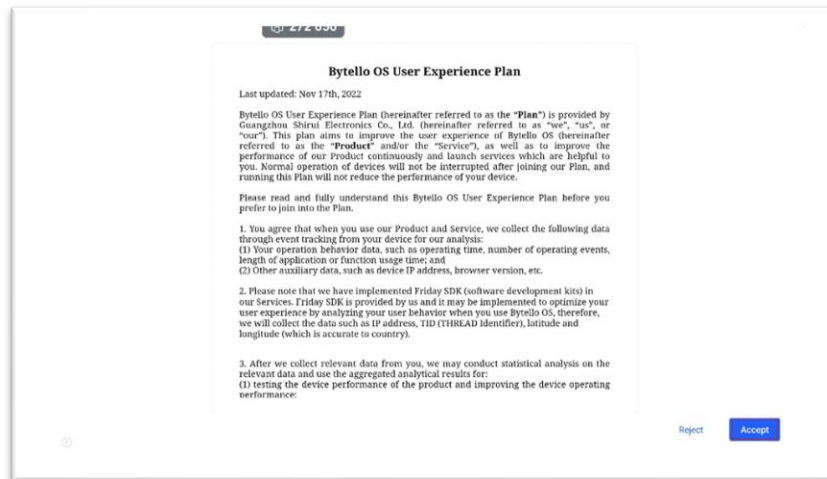 Bytello OS User Experience Plan
Last updated: Nov 17th, 2022
Bytello OS User Experience Plan (hereinafter referred to as the “Plan”) is provided by
Guangzhou Shirui Electronics Co., Ltd. (hereinafter referred to as “we”, “us”, or
“our”). This plan aims to improve the user experience of Bytello OS (hereinafter
referred to as the “Product” and/or the “Service”), as well as to improve the
performance of our Product continuously and launch services which are helpful to
you. Normal operation of devices will not be interrupted after joining our Plan, and
running this Plan will not reduce the performance of your device.
Please read and fully understand this Bytello OS User Experience Plan before you
prefer to join into the Plan.
1. You agree that when you use our Product and Service, we collect the following data
through event tracking from your device for our analysis:
(1) Your operation behavior data, such as operating time, number of operating events,
length of application or function usage time; and
(2) Other auxiliary data, such as device IP address, browser version, etc.
2. Please note that we have implemented Friday SDK (software development kits) in
our Services. Friday SDK is provided by us and it may be implemented to optimize your
user experience by analyzing your user behavior when you use Bytello OS, therefore,
we will collect the data such as IP address, TID (THREAD Identifier), latitude and
longitude (which is accurate to country).
3. After we collect relevant data from you, we may conduct statistical analysis on the
relevant data and use the aggregated analytical results for:
(1) testing the device performance of the product and improving the device operating
performance;
Reject
Accept